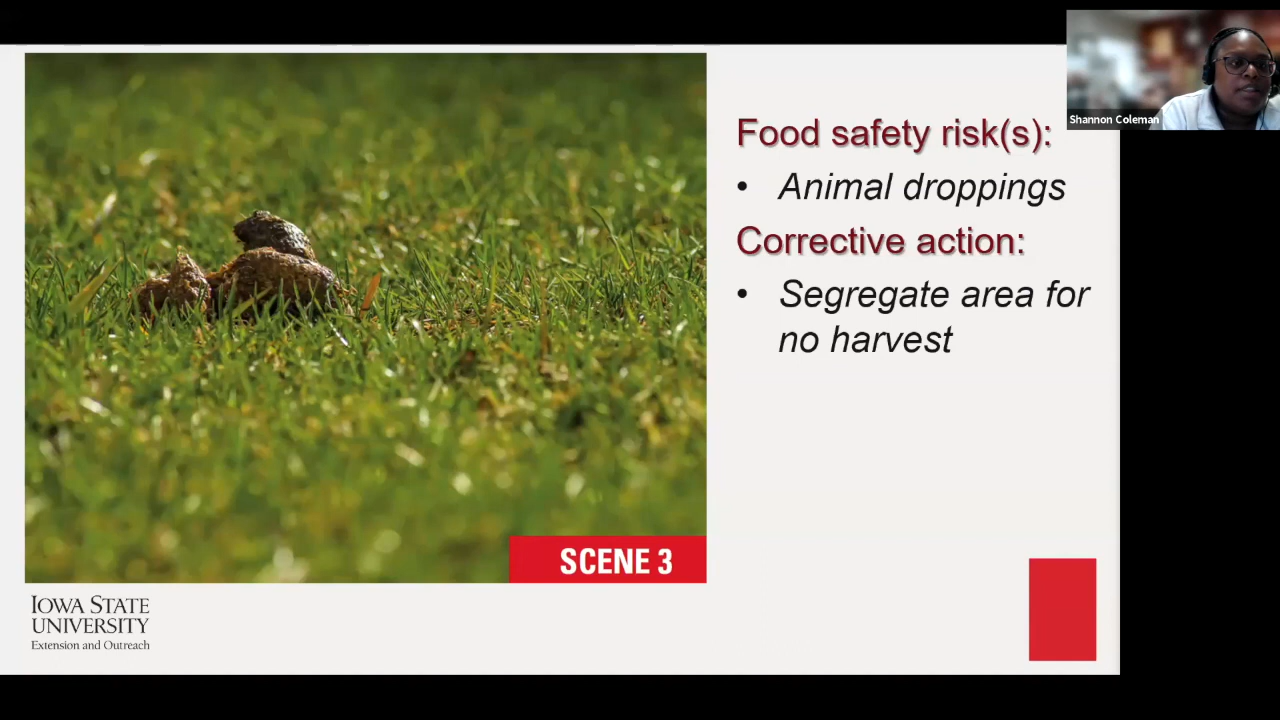 Shannon Coleman
Food safety risk(s):
• Animal droppings
Corrective action:
• Segregate area for
no harvest
SCENE 3
IOWA STATE
UNIVERSITY
Extension and Outreach